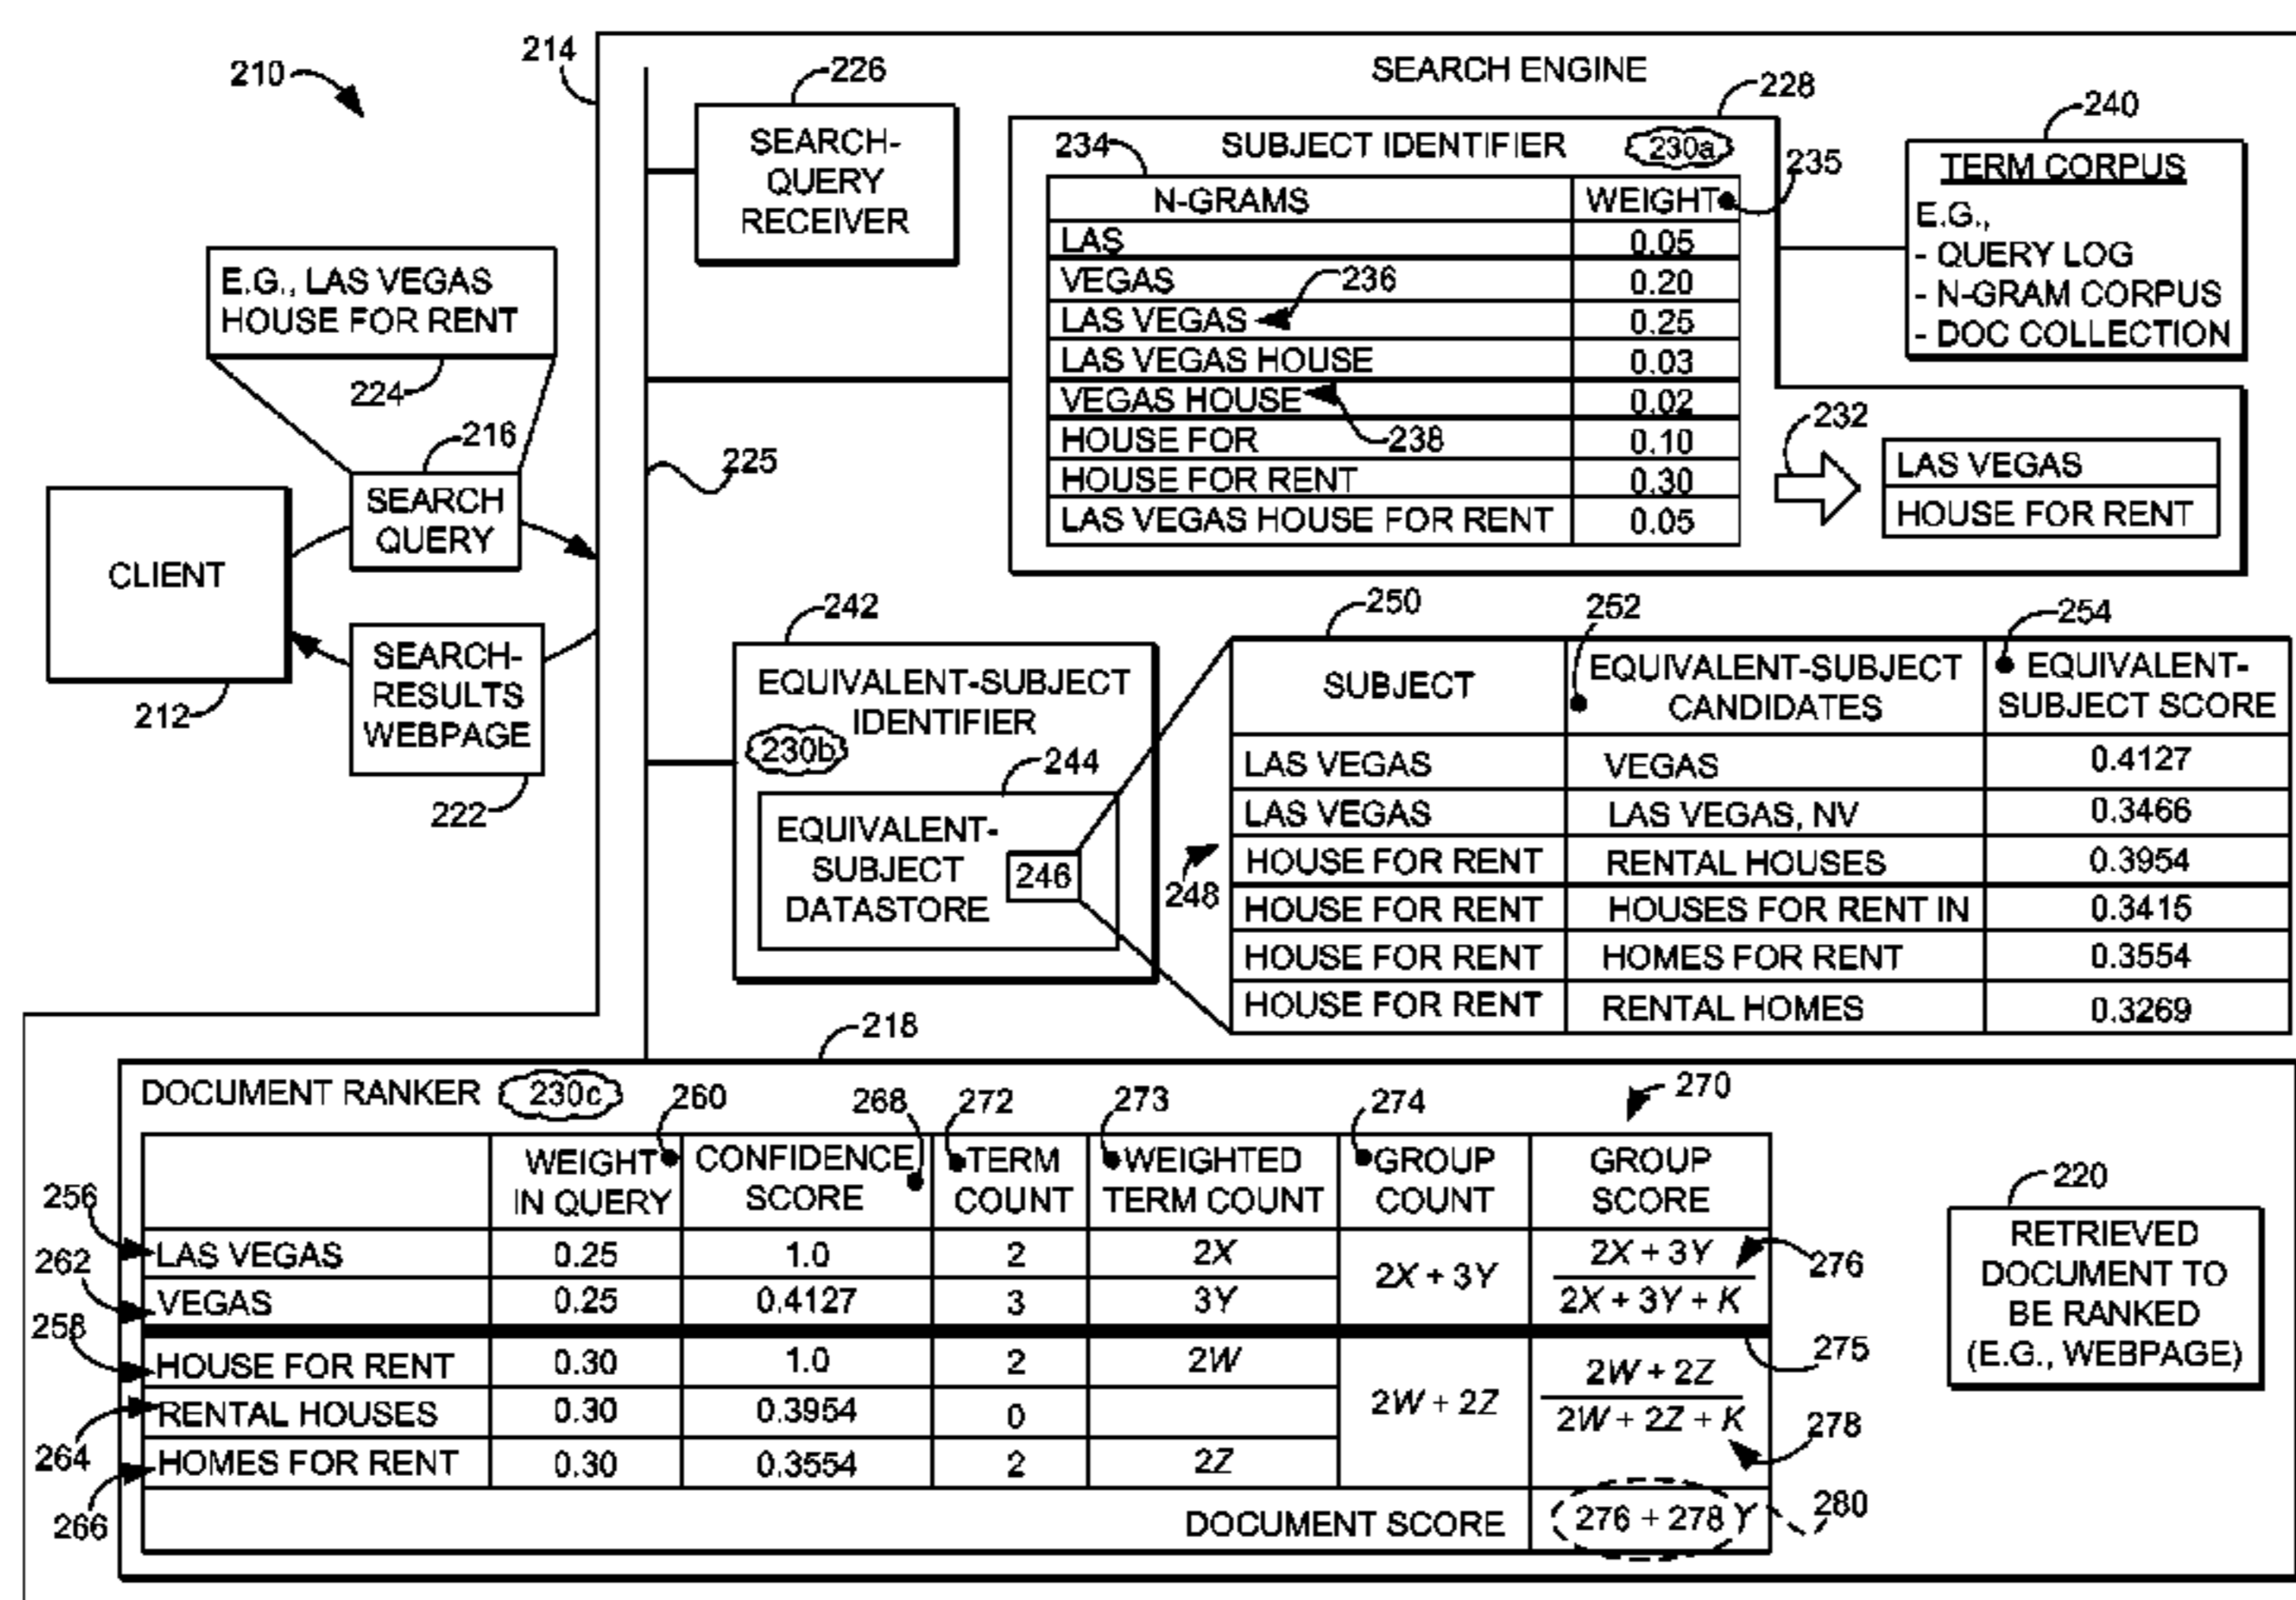 210
214
SEARCH ENGINE
226
SEARCH-
QUERY
RECEIVER
228
SUBJECT IDENTIFIER
230a
234
235
N-GRAMS WEIGHT
LAS 0.05
VEGAS 0.20
236
LAS VEGAS 0.25
LAS VEGAS HOUSE 0.03
VEGAS HOUSE 0.02
HOUSE FOR 0.10
238
HOUSE FOR RENT 0.30
LAS VEGAS HOUSE FOR RENT 0.05
240
TERM CORPUS
E.G.,
- QUERY LOG
- N-GRAM CORPUS
- DOC COLLECTION
232
LAS VEGAS
HOUSE FOR RENT
E.G., LAS VEGAS
HOUSE FOR RENT
224
216
SEARCH
QUERY
225
CLIENT
212
SEARCH-
RESULTS
WEBPAGE
222
242
EQUIVALENT-SUBJECT
IDENTIFIER
230b
244
EQUIVALENT-
SUBJECT
DATASTORE
246
248
250
252
254
SUBJECT
EQUIVALENT-SUBJECT
CANDIDATES
EQUIVALENT-
SUBJECT SCORE
LAS VEGAS VEGAS 0.4127
LAS VEGAS LAS VEGAS, NV 0.3466
HOUSE FOR RENT RENTAL HOUSES 0.3954
HOUSE FOR RENT HOUSES FOR RENT IN 0.3415
HOUSE FOR RENT HOMES FOR RENT 0.3554
HOUSE FOR RENT RENTAL HOMES 0.3269
218
DOCUMENT RANKER
230c
260
268
272
273
274
270
WEIGHT
IN QUERY
CONFIDENCE
SCORE
TERM
COUNT
WEIGHTED
TERM COUNT
GROUP
COUNT
GROUP
SCORE
256
LAS VEGAS 0.25 1.0 2 2X
262
VEGAS 0.25 0.4127 3 3Y
2X + 3Y
2X + 3Y
2X + 3Y + K
276
258
HOUSE FOR RENT 0.30 1.0 2 2W
275
264
RENTAL HOUSES 0.30 0.3954 0
266
HOMES FOR RENT 0.30 0.3554 2 2Z
2W + 2Z
2W + 2Z
2W + 2Z + K
278
DOCUMENT SCORE 276 + 278
280
220
RETRIEVED
DOCUMENT TO
BE RANKED
(E.G., WEBPAGE)